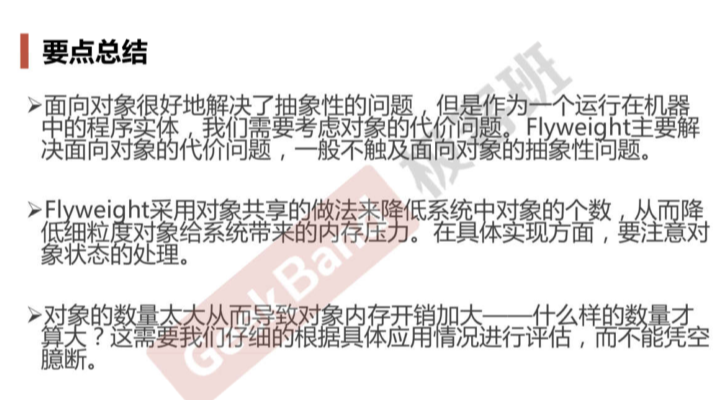 要点总结
➢面向对象很好地解决了抽象性的问题，但是作为一个运行在机器
中的程序实体，我们需要考虑对象的代价问题。Flyweight主要解
决面向对象的代价问题，一般不触及面向对象的抽象性问题。
➢Flyweight采用对象共享的做法来降低系统中对象的个数，从而降
低细粒度对象给系统带来的内存压力。在具体实现方面，要注意对
象状态的处理。
➢对象的数量太大从而导致对象内存开销加大——什么样的数量才
算大？这需要我们仔细的根据具体应用情况进行评估，而不能凭空
臆断。
GeekBand 极客班